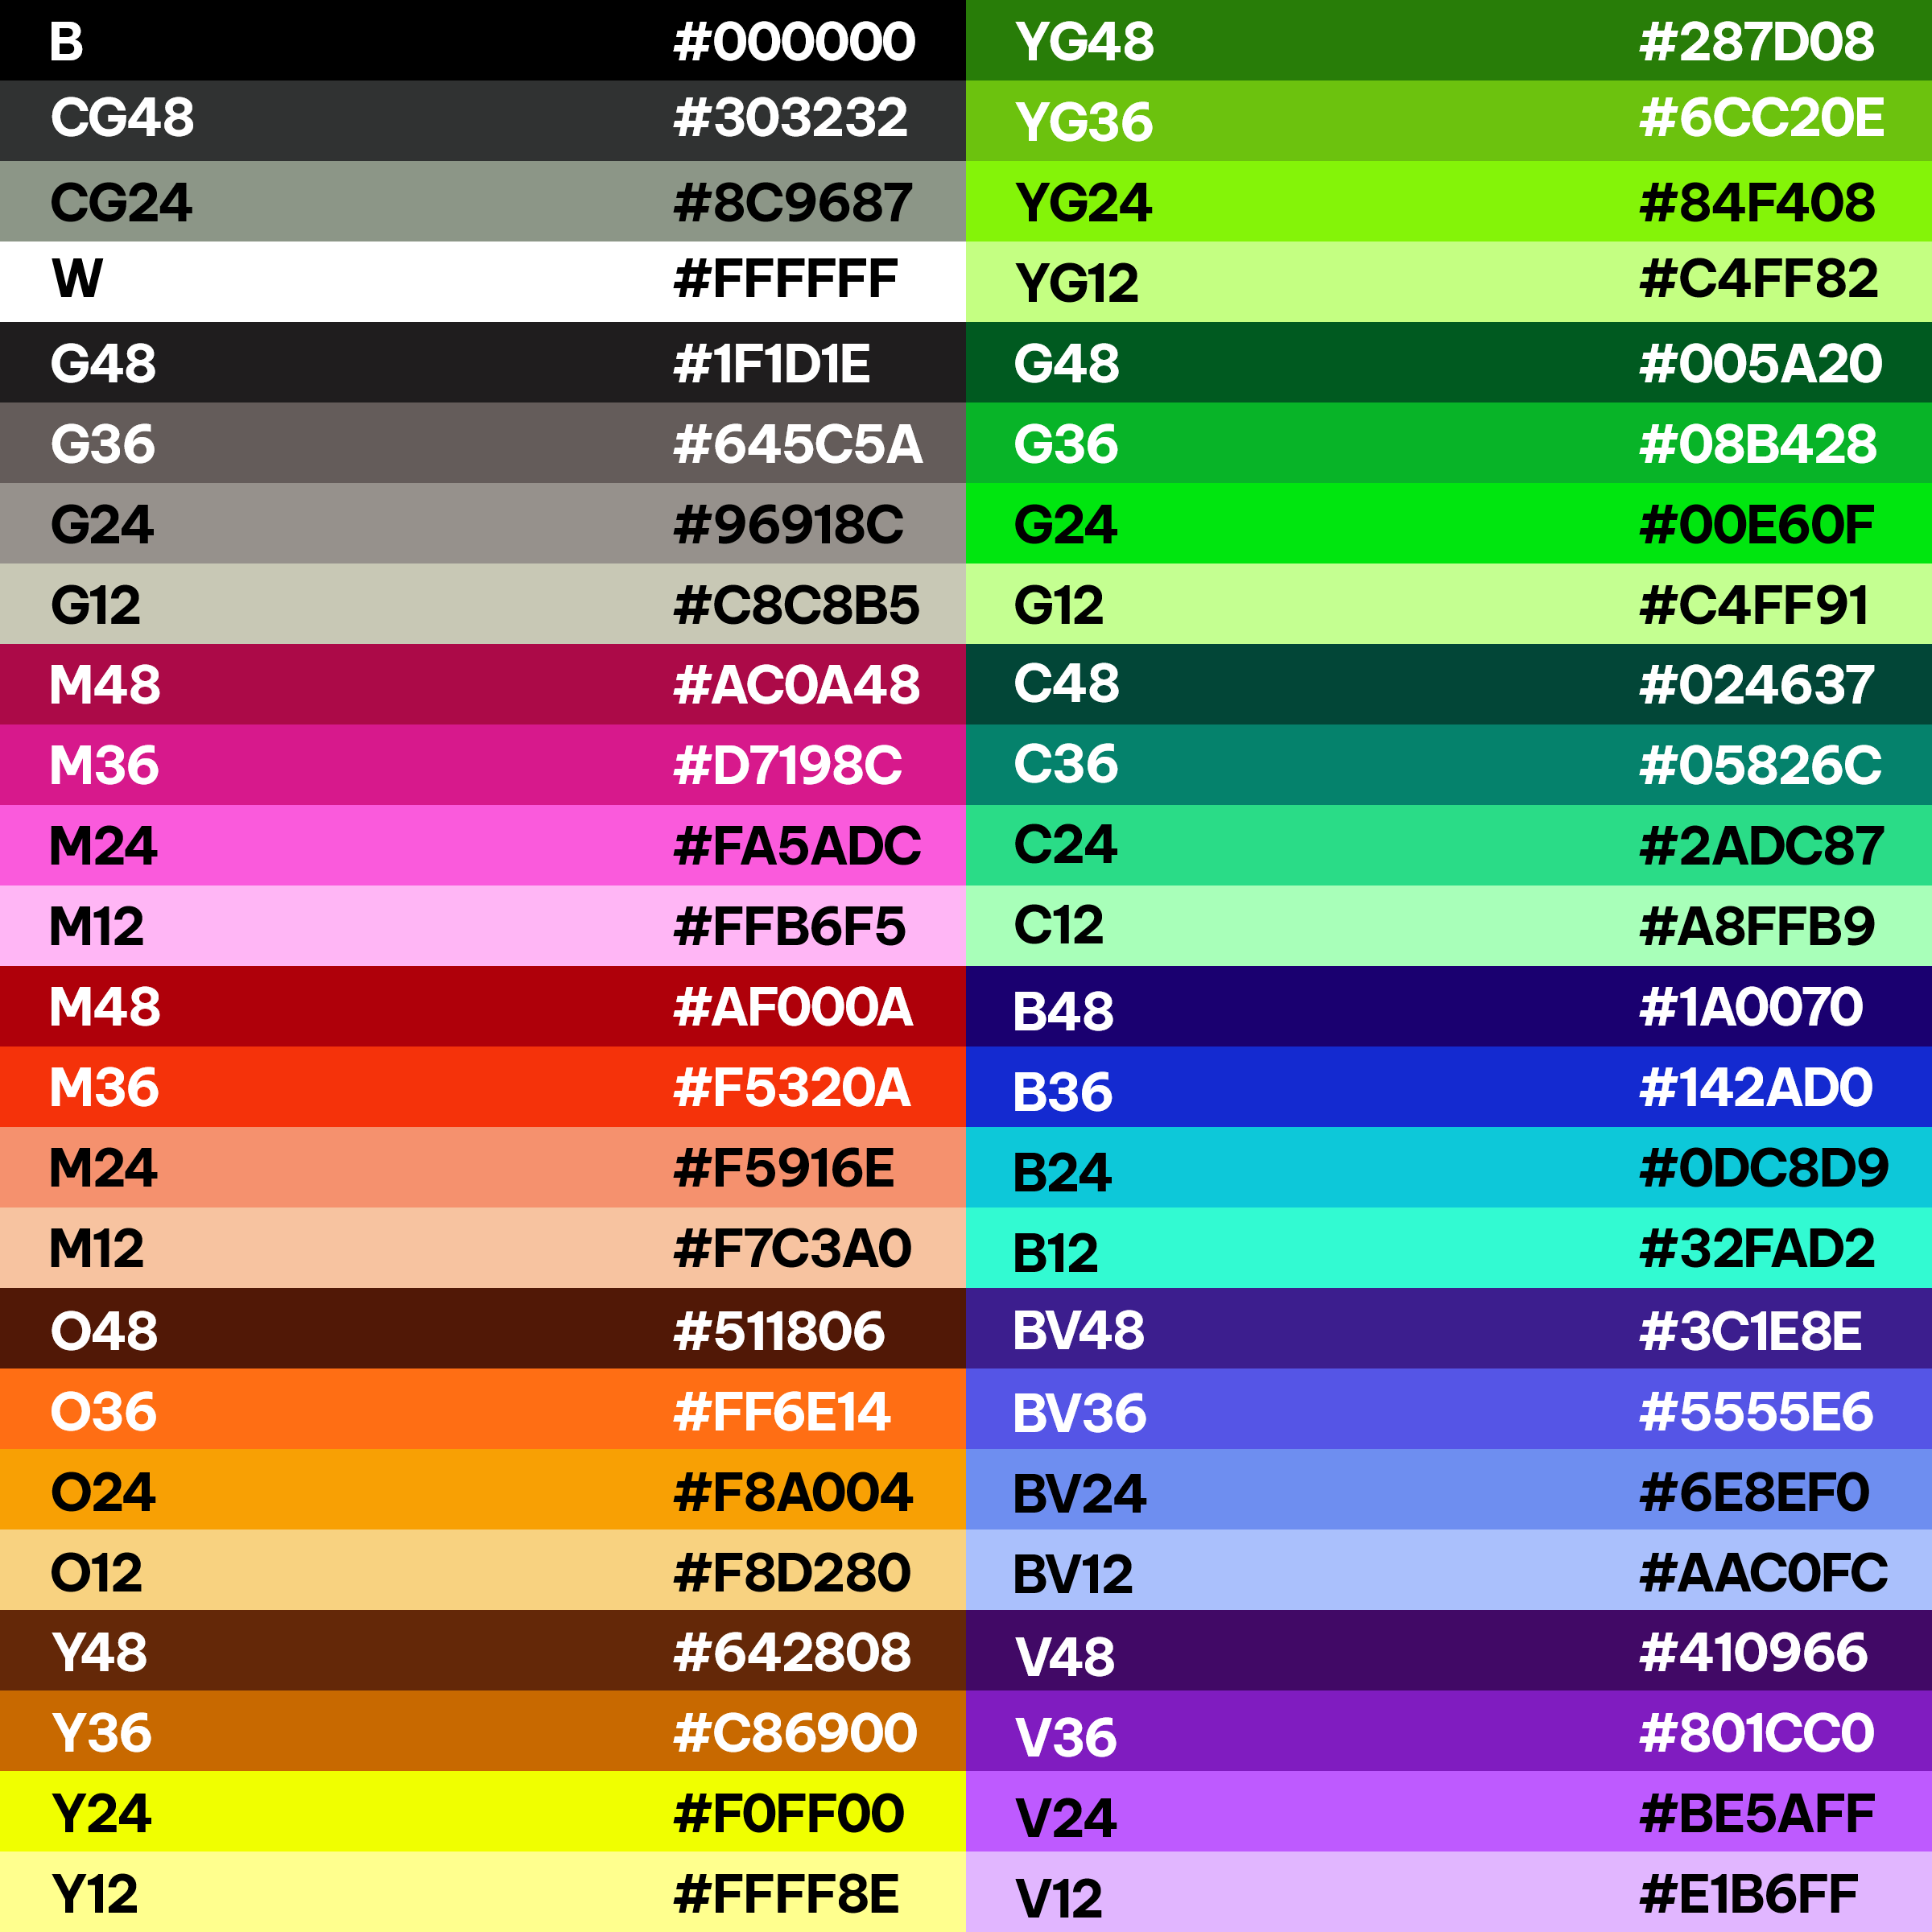 B #000000
CG48 #303232
CG24 #8C9687
W #FFFFFF
G48 #1F1D1E
G36 #645C5A
G24 #96918C
G12 #C8C8B5
M48 #AC0A48
M36 #D7198C
M24 #FA5ADC
M12 #FFB6F5
M48 #AF000A
M36 #F5320A
M24 #F5916E
M12 #F7C3A0
O48 #511806
O36 #FF6E14
O24 #F8A004
O12 #F8D280
Y48 #642808
Y36 #C86900
Y24 #F0FF00
Y12 #FFFF8E
YG48 #287D08
YG36 #6CC20E
YG24 #84F408
YG12 #C4FF82
G48 #005A20
G36 #08B428
G24 #00E60F
G12 #C4FF91
C48 #024637
C36 #05826C
C24 #2ADC87
C12 #A8FFB9
B48 #1A0070
B36 #142AD0
B24 #0DC8D9
B12 #32FAD2
BV48 #3C1E8E
BV36 #5555E6
BV24 #6E8EF0
BV12 #AAC0FC
V48 #410966
V36 #801CC0
V24 #BE5AFF
V12 #E1B6FF